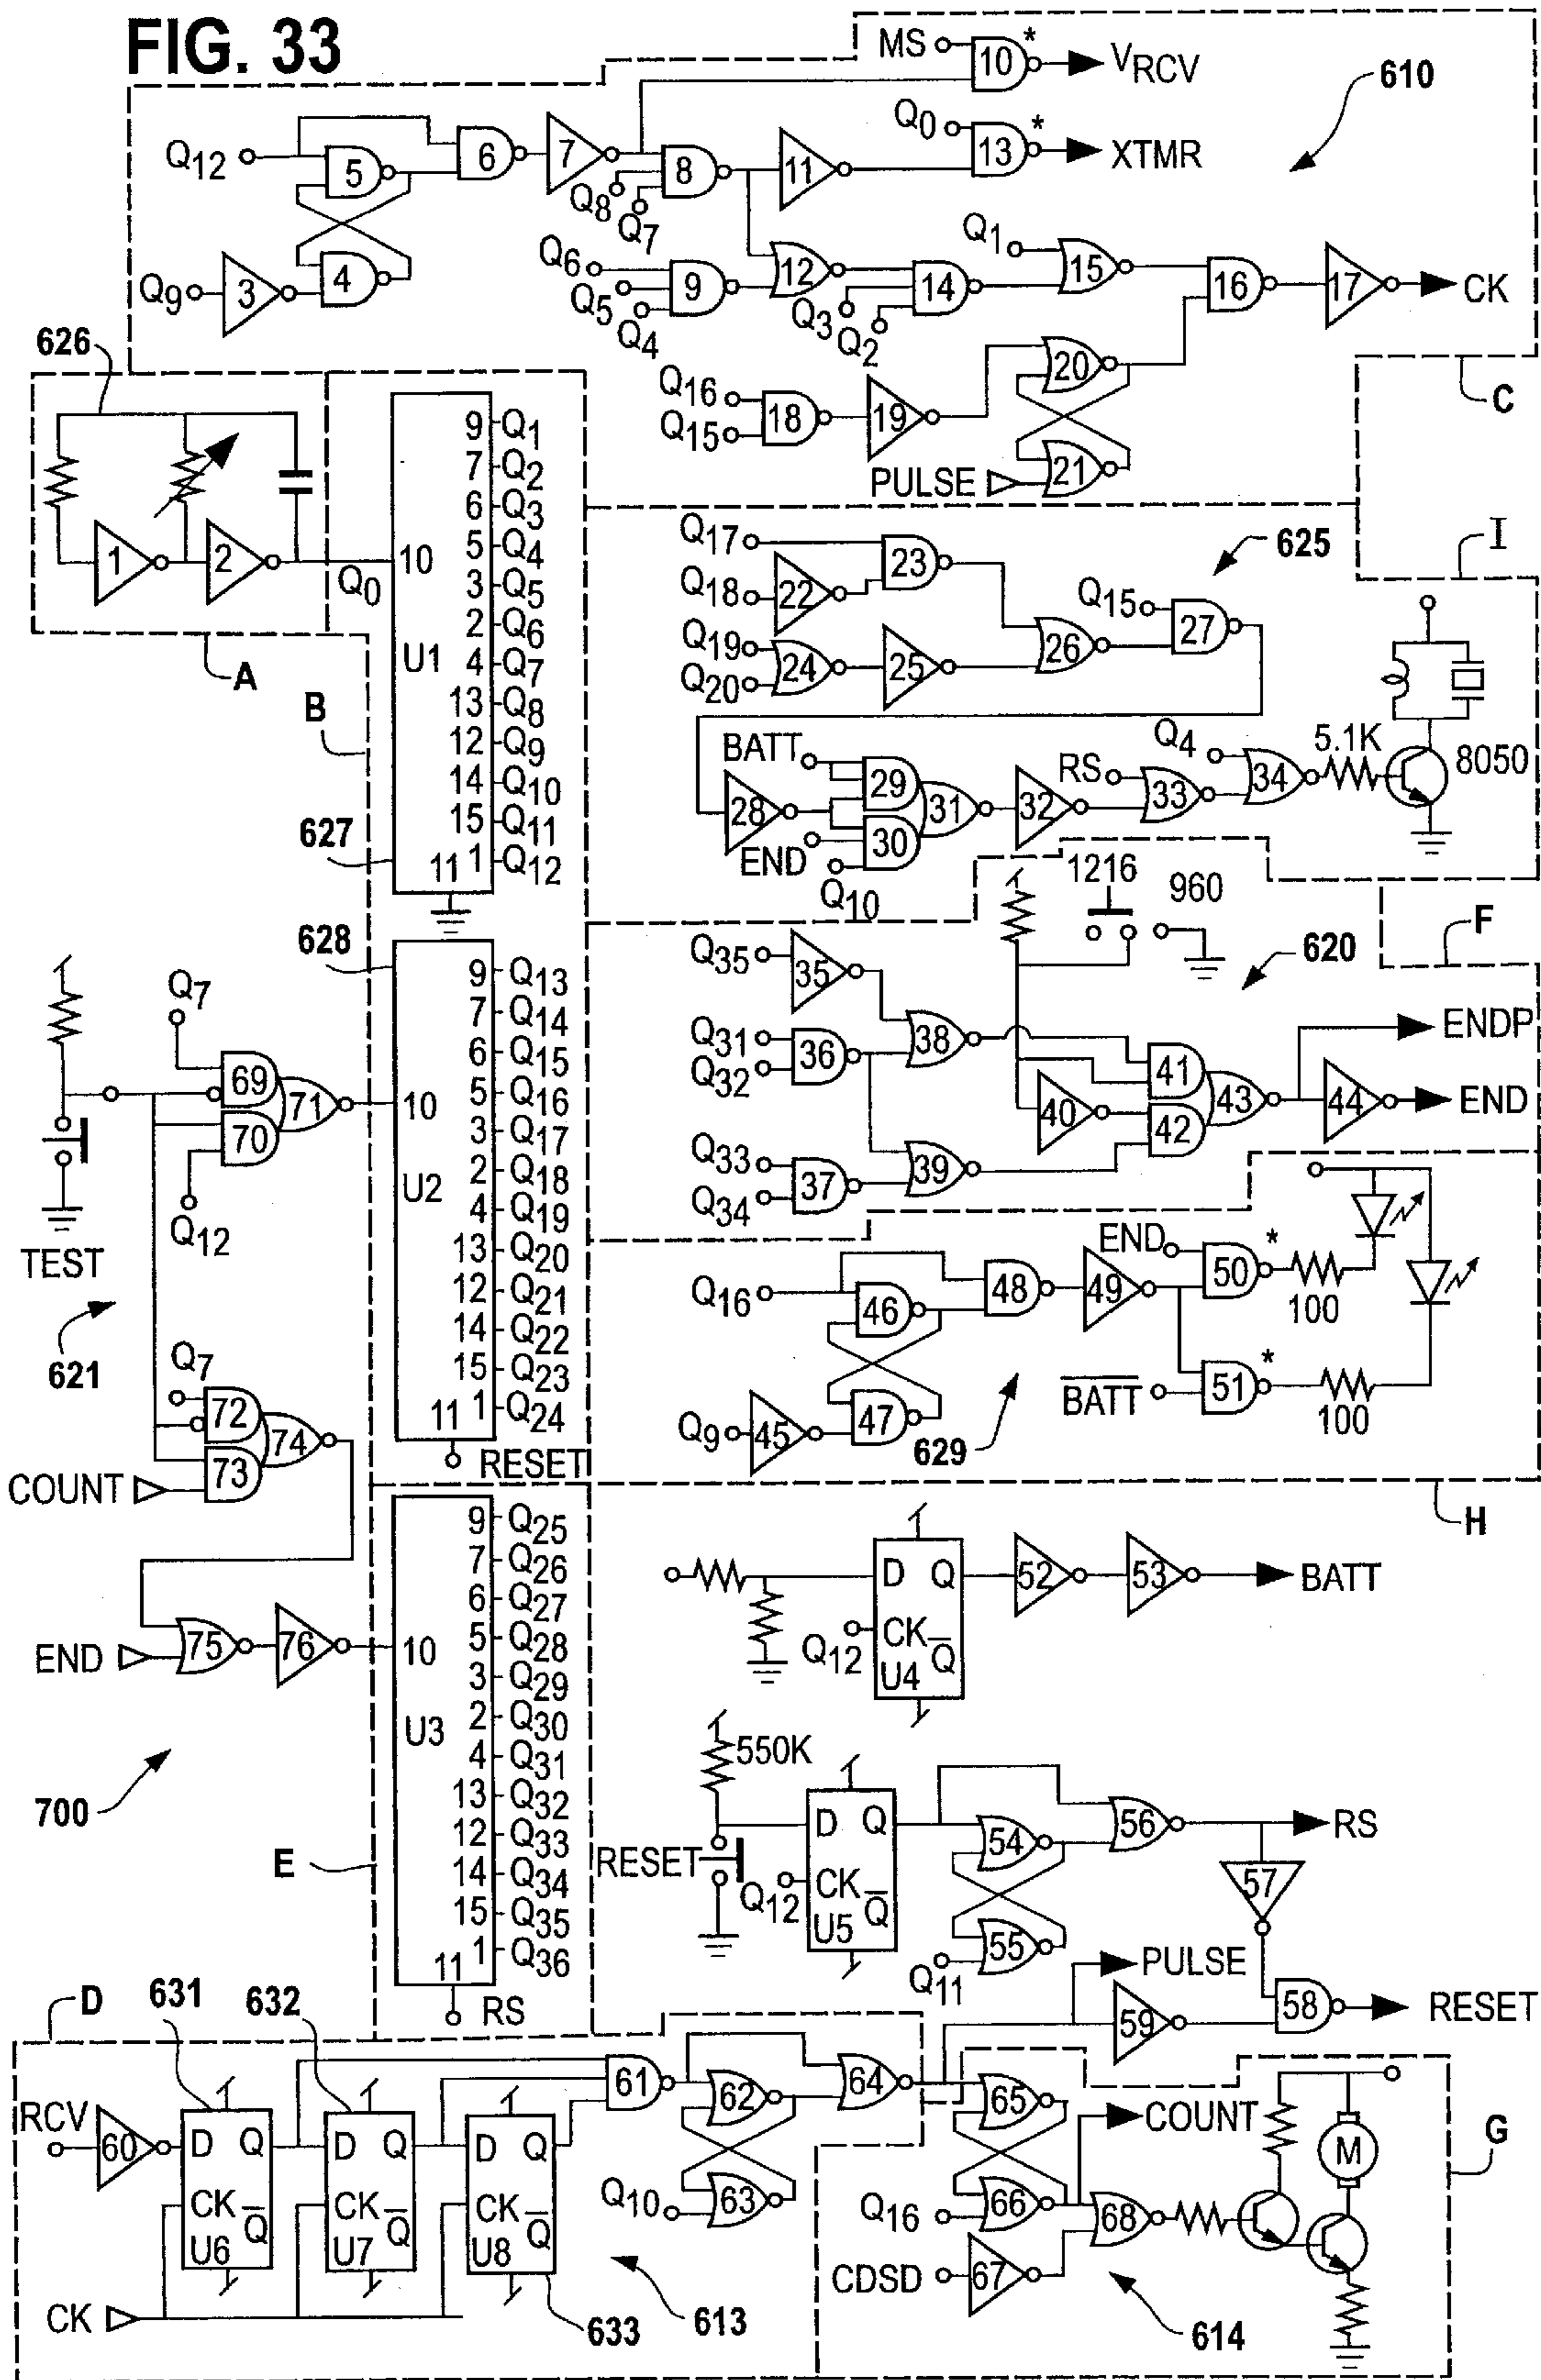 FIG. 33
MS
10
*
VRCV
610
Q0
13
*
XTMR
Q12
5
6
7
8
Q8
Q7
11
Q9
3
4
Q6
Q5
Q4
9
12
Q3
Q2
14
Q1
15
16
17
CK
626
Q16
Q15
18
19
20
21
PULSE
C
1
2
Q0
A
B
10
U1
9 Q1
7 Q2
6 Q3
5 Q4
3 Q5
2 Q6
4 Q7
13 Q8
12 Q9
14 Q10
15 Q11
1 Q12
11
627
Q17
Q18
22
23
625
I
Q19
Q20
24
25
26
Q15
27
BATT
28
29
30
31
END
Q10
32
RS
33
Q4
34
5.1K
8050
1216
960
F
628
10
U2
9 Q13
7 Q14
6 Q15
5 Q16
3 Q17
2 Q18
4 Q19
13 Q20
12 Q21
14 Q22
15 Q23
1 Q24
11
RESET
Q35
35
620
Q31
Q32
36
38
ENDP
40
41
42
43
44
END
Q33
Q34
37
39
Q7
69
70
71
Q12
TEST
621
Q7
72
73
74
COUNT
Q16
46
48
49
END
50
*
100
BATT
51
*
100
Q9
45
47
629
H
END
75
76
700
E
10
U3
9 Q25
7 Q26
6 Q27
5 Q28
3 Q29
2 Q30
4 Q31
13 Q32
12 Q33
14 Q34
15 Q35
1 Q36
11
RS
D Q
CK Q
U4
Q12
52
53
BATT
550K
RESET
D Q
CK Q
U5
Q12
54
55
56
Q11
RS
57
PULSE
59
58
RESET
D
631
632
RCV
60
D Q
CK Q
U6
D Q
CK Q
U7
D Q
CK Q
U8
CK
633
613
61
62
63
64
Q10
65
66
COUNT
Q16
68
CDSD
67
614
M
G